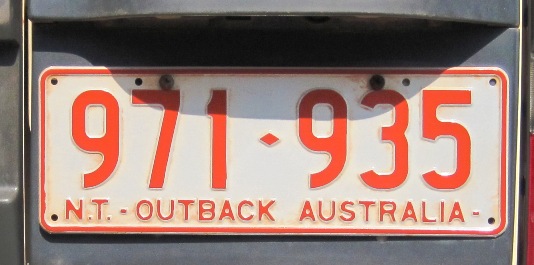 971·935
N.T. - OUTBACK AUSTRALIA -